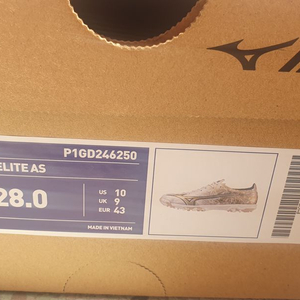 P1GD246250
ELITE AS
28.0
US 10
UK 9
EUR 43
MADE IN VIETNAM